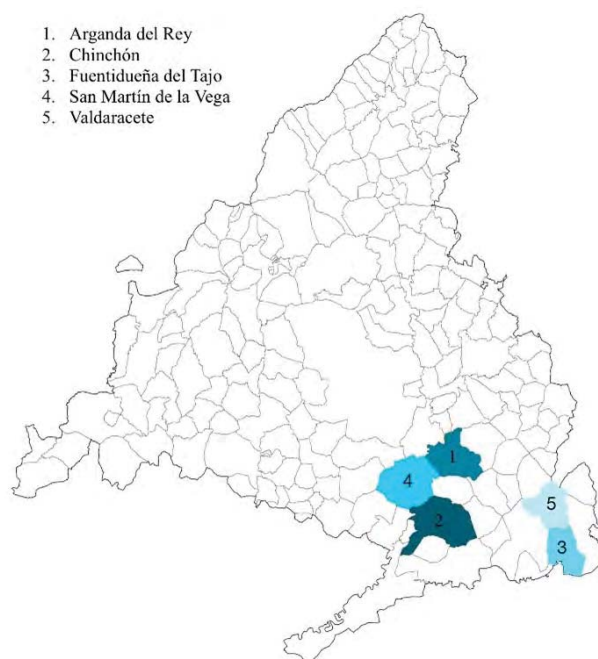 1. Arganda del Rey
2. Chinchón
3. Fuentidueña del Tajo
4. San Martín de la Vega
5. Valdaracete
1
4
2
5
3